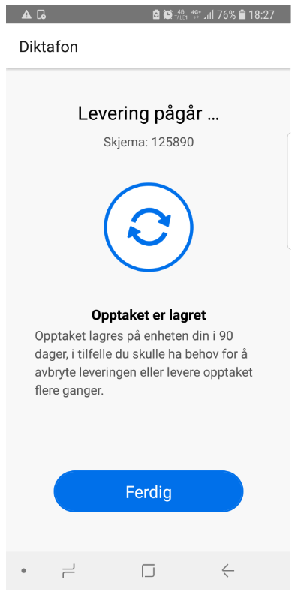 76% 18:27
Diktafon
Levering pågår ...
Skjema: 125890
Opptaket er lagret
Opptaket lagres på enheten din i 90
dager, i tilfelle du skulle ha behov for å
avbryte leveringen eller levere opptaket
flere ganger.
Ferdig